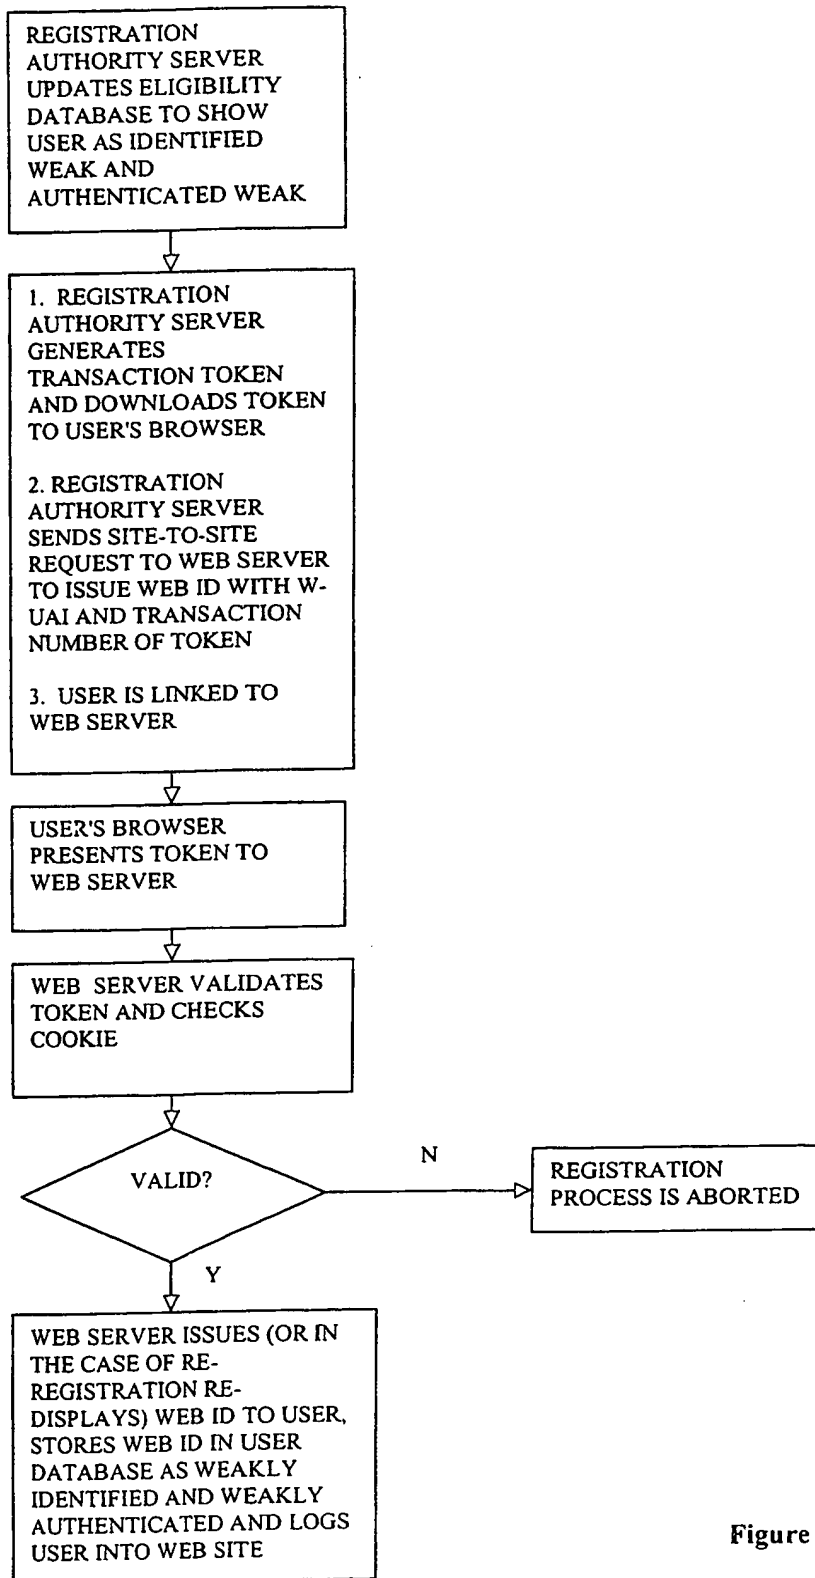 REGISTRATION
AUTHORITY SERVER
UPDATES ELIGIBILITY
DATABASE TO SHOW
USER AS IDENTIFIED
WEAK AND
AUTHENTICATED WEAK
1. REGISTRATION
AUTHORITY SERVER
GENERATES
TRANSACTION TOKEN
AND DOWNLOADS TOKEN
TO USER'S BROWSER
2. REGISTRATION
AUTHORITY SERVER
SENDS SITE-TO-SITE
REQUEST TO WEB SERVER
TO ISSUE WEB ID WITH W-
UAI AND TRANSACTION
NUMBER OF TOKEN
3. USER IS LINKED TO
WEB SERVER
USER'S BROWSER
PRESENTS TOKEN TO
WEB SERVER
WEB SERVER VALIDATES
TOKEN AND CHECKS
COOKIE
VALID?
N
REGISTRATION
PROCESS IS ABORTED
Y
WEB SERVER ISSUES (OR IN
THE CASE OF RE-
REGISTRATION RE-
DISPLAYS) WEB ID TO USER,
STORES WEB ID IN USER
DATABASE AS WEAKLY
IDENTIFIED AND WEAKLY
AUTHENTICATED AND LOGS
USER INTO WEB SITE
Figure